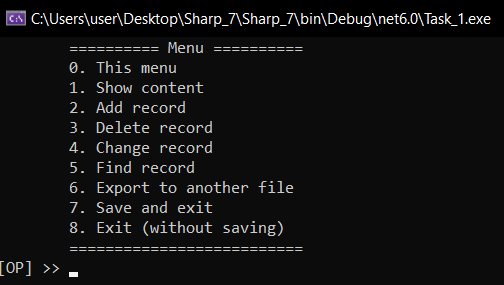 C:\Users\user\Desktop\Sharp_7\Sharp_7\bin\Debug\net6.0\Task_1.exe
========== Menu ==========
0. This menu
1. Show content
2. Add record
3. Delete record
4. Change record
5. Find record
6. Export to another file
7. Save and exit
8. Exit (without saving)
==========================
[OP] >>